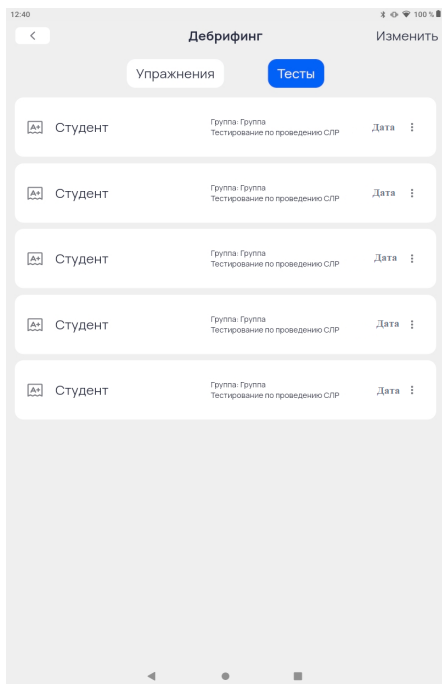 12:40
100 %
Дебрифинг
Изменить
Упражнения
Тесты
A+
Студент
Группа: Группа
Тестирование по проведению СЛР
Дата
A+
Студент
Группа: Группа
Тестирование по проведению СЛР
Дата
A+
Студент
Группа: Группа
Тестирование по проведению СЛР
Дата
A+
Студент
Группа: Группа
Тестирование по проведению СЛР
Дата
A+
Студент
Группа: Группа
Тестирование по проведению СЛР
Дата